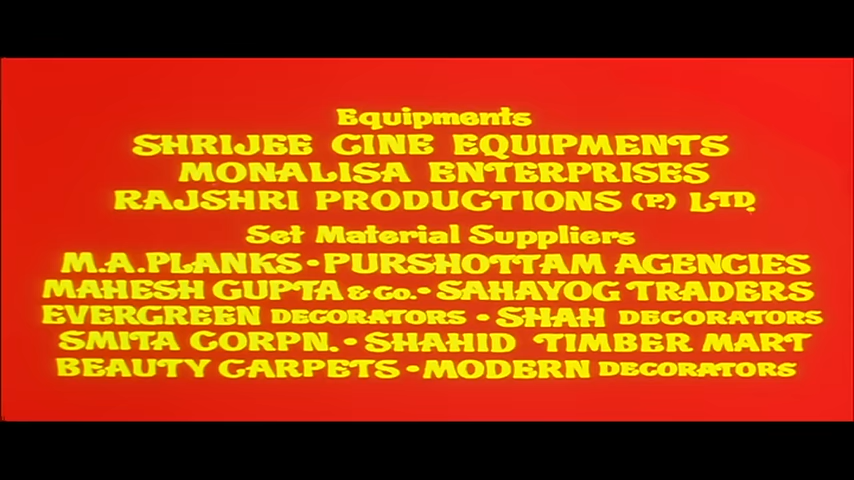 Equipments
SHRIJEE CINE EQUIPMENTS
MONALISA ENTERPRISES
RAJSHRI PRODUCTIONS (P.) LTD.
Set Material Suppliers
M.A.PLANKS • PURSHOTTAM AGENCIES
MAHESH GUPTA & CO. • SAHAYOG TRADERS
EVERGREEN DECORATORS • SHAH DECORATORS
SMITA CORPN. • SHAHID TIMBER MART
BEAUTY CARPETS • MODERN DECORATORS